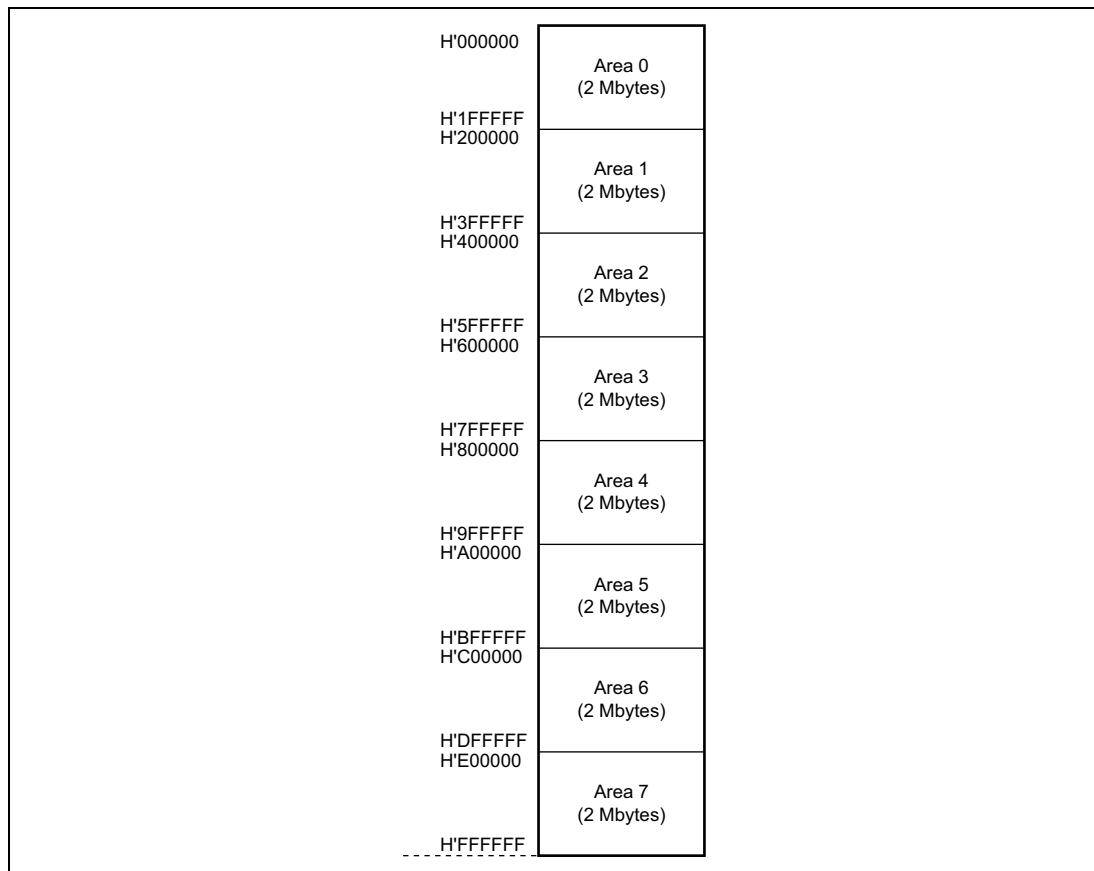 H'000000
Area 0
(2 Mbytes)
H'1FFFFF
H'200000
Area 1
(2 Mbytes)
H'3FFFFF
H'400000
Area 2
(2 Mbytes)
H'5FFFFF
H'600000
Area 3
(2 Mbytes)
H'7FFFFF
H'800000
Area 4
(2 Mbytes)
H'9FFFFF
H'A00000
Area 5
(2 Mbytes)
H'BFFFFF
H'C00000
Area 6
(2 Mbytes)
H'DFFFFF
H'E00000
Area 7
(2 Mbytes)
H'FFFFFF